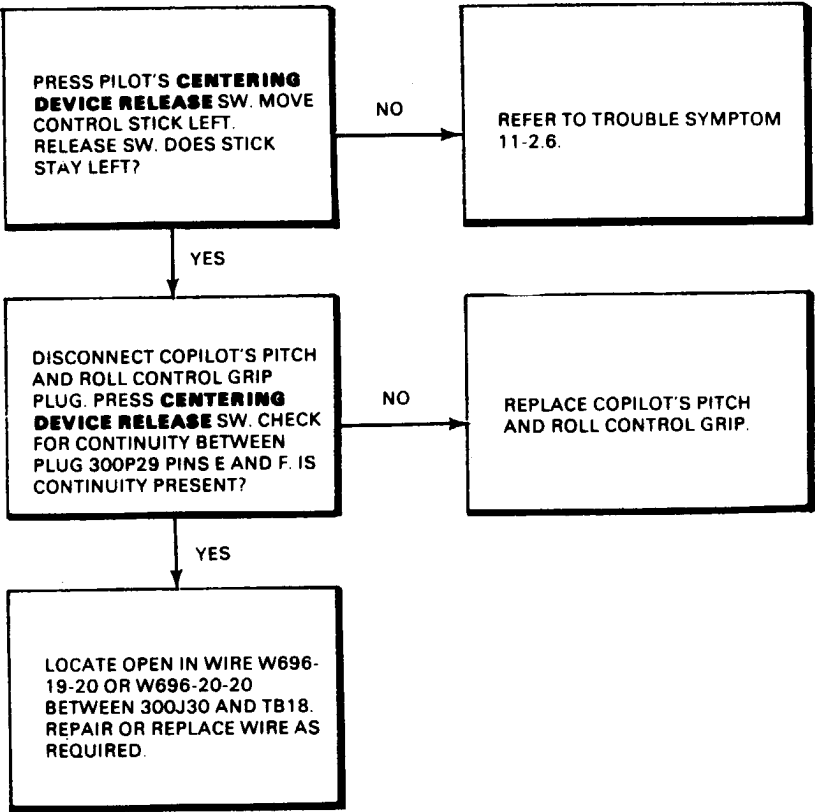 PRESS PILOT'S CENTERING
DEVICE RELEASE SW. MOVE
CONTROL STICK LEFT.
RELEASE SW. DOES STICK
STAY LEFT?
NO
REFER TO TROUBLE SYMPTOM
11-2.6.
YES
DISCONNECT COPILOT'S PITCH
AND ROLL CONTROL GRIP
PLUG. PRESS CENTERING
DEVICE RELEASE SW. CHECK
FOR CONTINUITY BETWEEN
PLUG 300P29 PINS E AND F. IS
CONTINUITY PRESENT?
NO
REPLACE COPILOT'S PITCH
AND ROLL CONTROL GRIP.
YES
LOCATE OPEN IN WIRE W696-
19-20 OR W696-20-20
BETWEEN 300J30 AND TB18.
REPAIR OR REPLACE WIRE AS
REQUIRED.